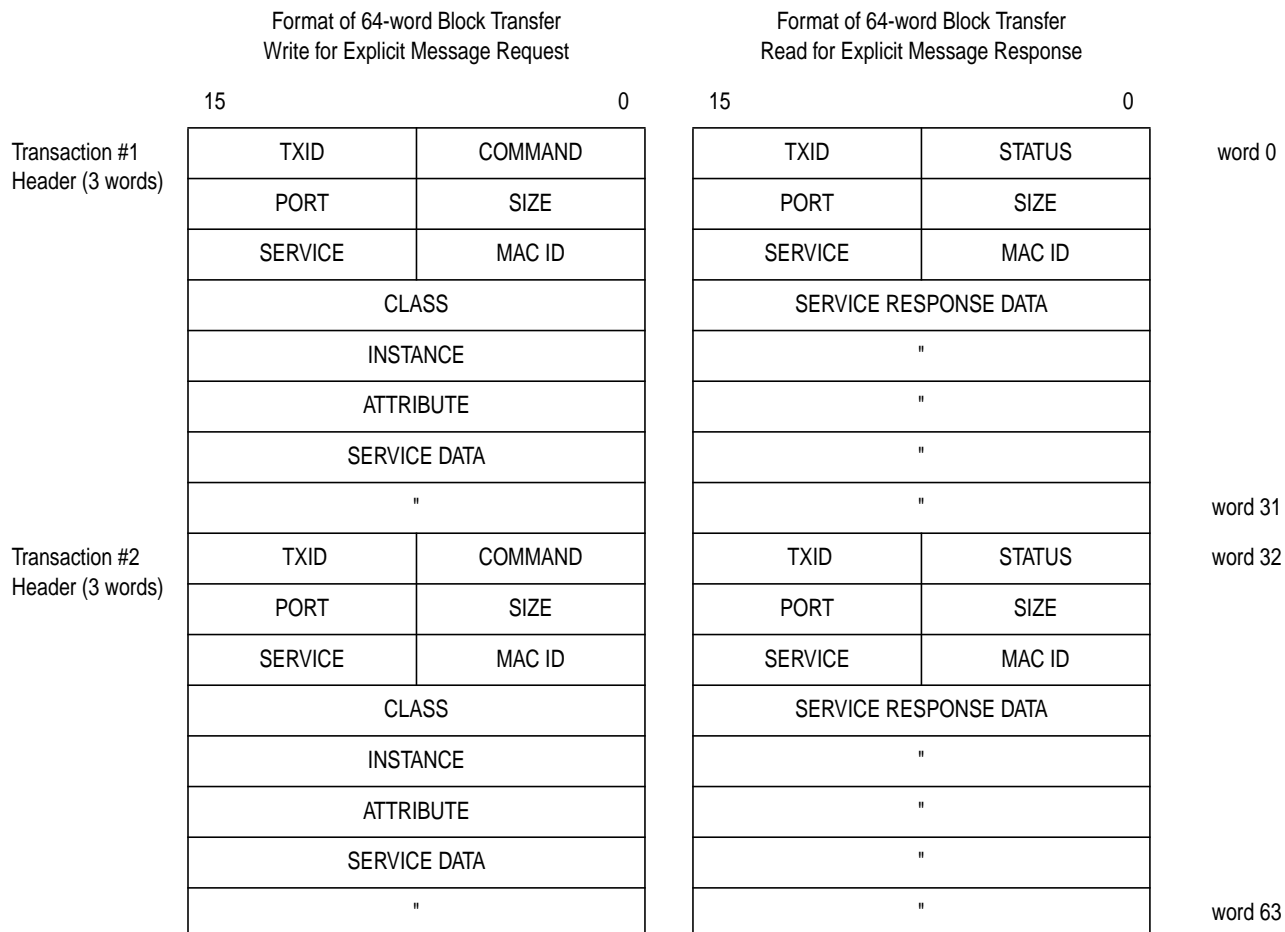 Format of 64-word Block Transfer
Write for Explicit Message Request
Format of 64-word Block Transfer
Read for Explicit Message Response
15 0 15 0
Transaction #1 TXID COMMAND TXID STATUS word 0
Header (3 words)
PORT SIZE PORT SIZE
SERVICE MAC ID SERVICE MAC ID
CLASS SERVICE RESPONSE DATA
INSTANCE "
ATTRIBUTE "
SERVICE DATA "
" " word 31
Transaction #2 TXID COMMAND TXID STATUS word 32
Header (3 words)
PORT SIZE PORT SIZE
SERVICE MAC ID SERVICE MAC ID
CLASS SERVICE RESPONSE DATA
INSTANCE "
ATTRIBUTE "
SERVICE DATA "
" " word 63